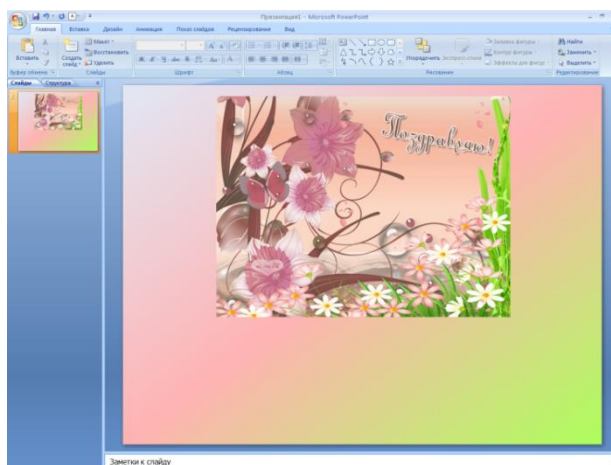 Презентация1 - Microsoft PowerPoint
Главная Вставка Дизайн Анимация Показ слайдов Рецензирование Вид
Вставить
Создать слайд
Макет
Восстановить
Удалить
Упорядочить
Экспресс-стили
Заливка фигуры
Контур фигуры
Эффекты для фигур
Найти
Заменить
Выделить
Буфер обмена Слайды Шрифт Абзац Рисование Редактирование
Слайды Структура
Поздравляю!
Заметки к слайду